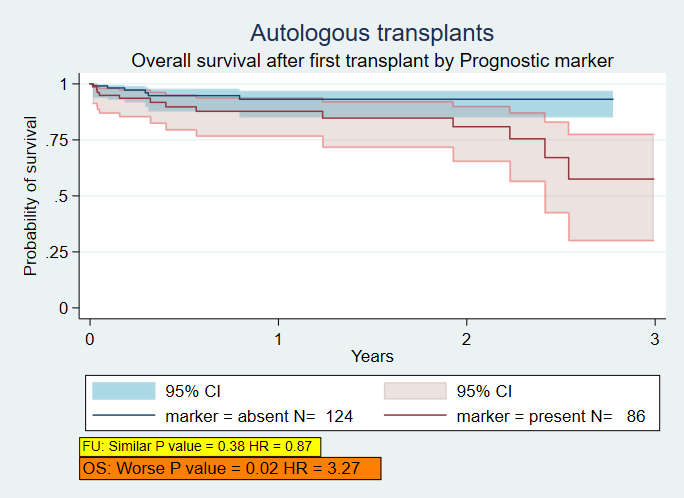 Autologous transplants
Overall survival after first transplant by Prognostic marker
Probability of survival
1
.75
.5
.25
0
0 1 2 3
Years
95% CI 95% CI
marker = absent N= 124 marker = present N= 86
FU: Similar P value = 0.38 HR = 0.87
OS: Worse P value = 0.02 HR = 3.27